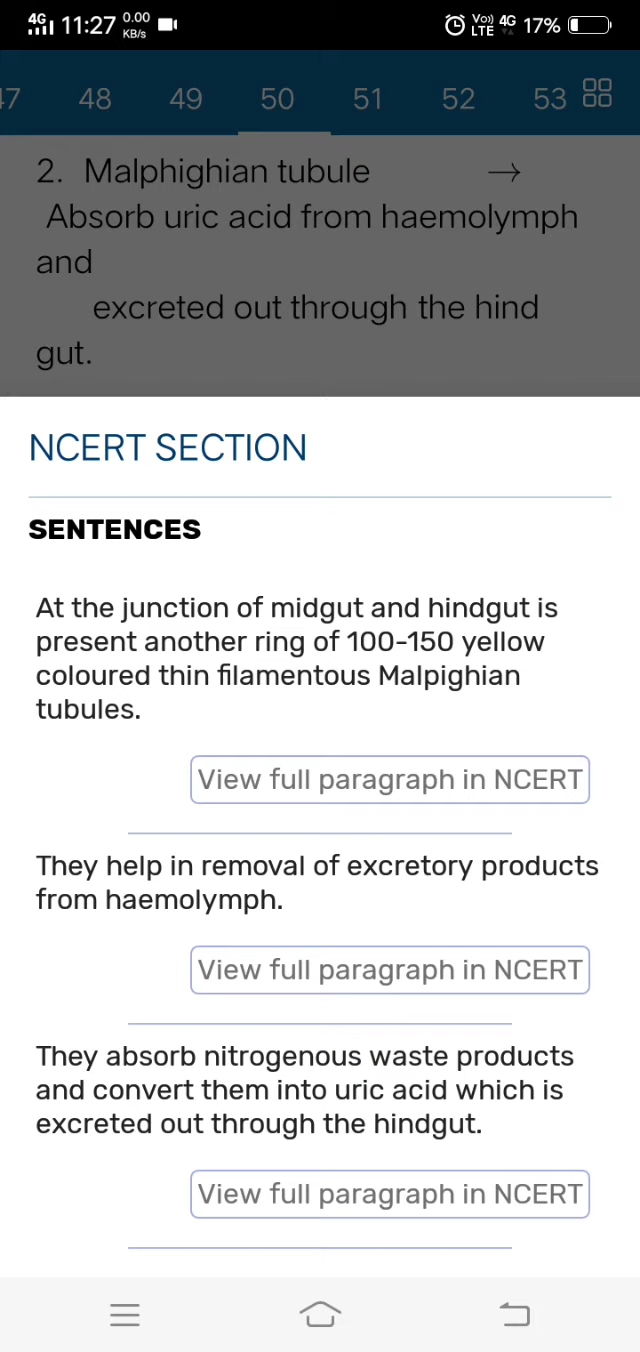 4G 11:27 0.00 KB/s Vo)) LTE 4G 17%
47 48 49 50 51 52 53
2. Malphighian tubule →
Absorb uric acid from haemolymph
and
excreted out through the hind
gut.
NCERT SECTION
SENTENCES
At the junction of midgut and hindgut is
present another ring of 100-150 yellow
coloured thin filamentous Malpighian
tubules.
View full paragraph in NCERT
They help in removal of excretory products
from haemolymph.
View full paragraph in NCERT
They absorb nitrogenous waste products
and convert them into uric acid which is
excreted out through the hindgut.
View full paragraph in NCERT